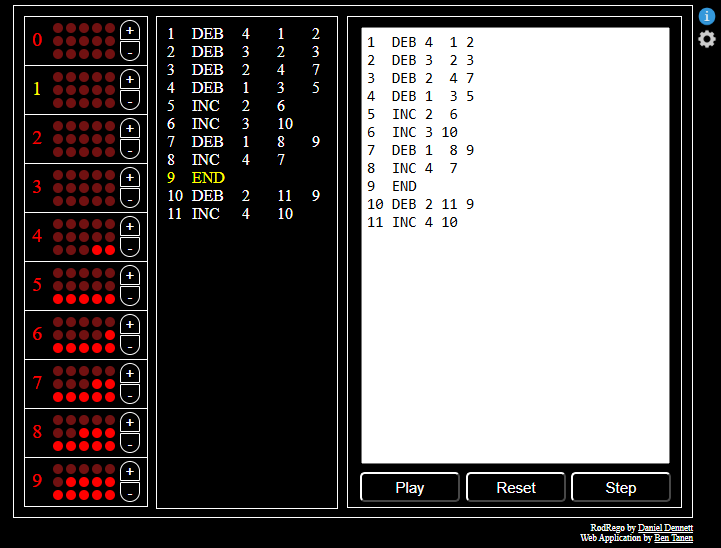 0 + -
1 + -
2 + -
3 + -
4 + -
5 + -
6 + -
7 + -
8 + -
9 + -
1 DEB 4 1 2
2 DEB 3 2 3
3 DEB 2 4 7
4 DEB 1 3 5
5 INC 2 6
6 INC 3 10
7 DEB 1 8 9
8 INC 4 7
9 END
10 DEB 2 11 9
11 INC 4 10
1 DEB 4 1 2
2 DEB 3 2 3
3 DEB 2 4 7
4 DEB 1 3 5
5 INC 2 6
6 INC 3 10
7 DEB 1 8 9
8 INC 4 7
9 END
10 DEB 2 11 9
11 INC 4 10
Play Reset Step
i
RodRego by Daniel Dennett
Web Application by Ben Tanen